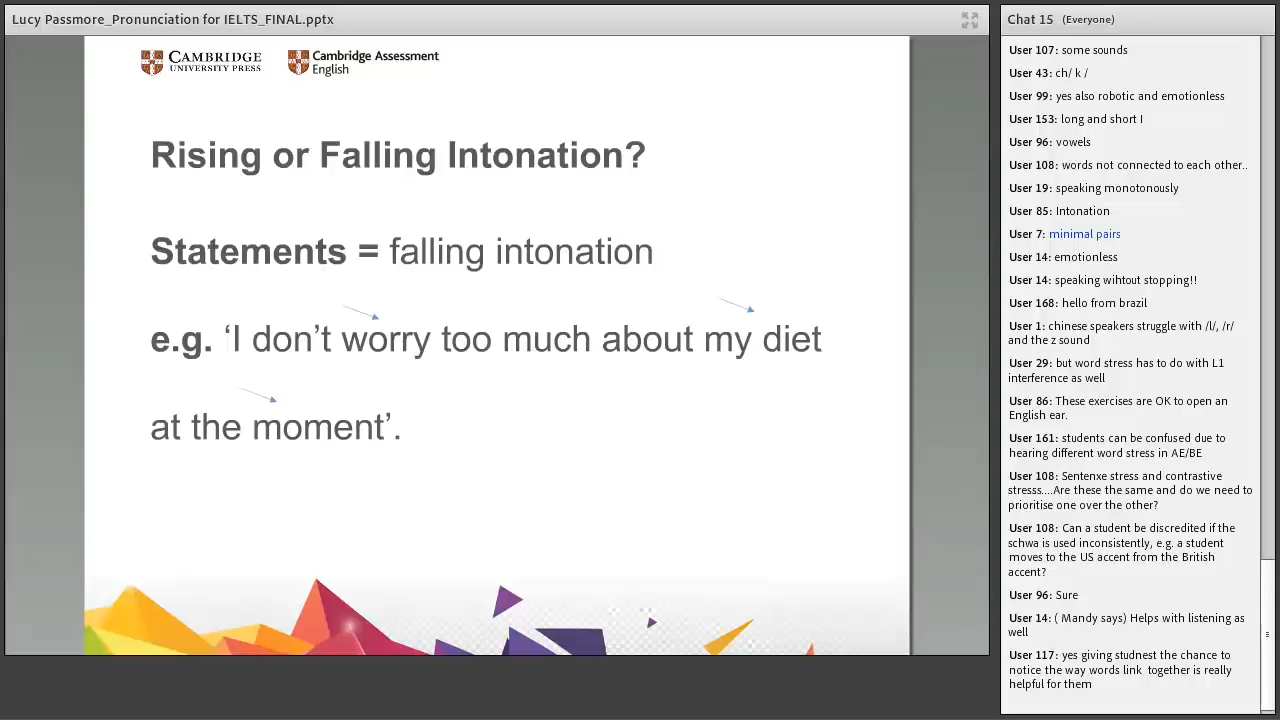 Lucy Passmore_Pronunciation for IELTS_FINAL.pptx
CAMBRIDGE
UNIVERSITY PRESS
Cambridge Assessment
English
Rising or Falling Intonation?
Statements = falling intonation
e.g. ‘I don’t worry too much about my diet
at the moment’.
Chat 15 (Everyone)
User 107: some sounds
User 43: ch/ k /
User 99: yes also robotic and emotionless
User 153: long and short I
User 96: vowels
User 108: words not connected to each other..
User 19: speaking monotonously
User 85: Intonation
User 7: minimal pairs
User 14: emotionless
User 14: speaking wihtout stopping!!
User 168: hello from brazil
User 1: chinese speakers struggle with /l/, /r/
and the z sound
User 29: but word stress has to do with L1
interference as well
User 86: These exercises are OK to open an
English ear.
User 161: students can be confused due to
hearing different word stress in AE/BE
User 108: Sentenxe stress and contrastive
stresss....Are these the same and do we need to
prioritise one over the other?
User 108: Can a student be discredited if the
schwa is used inconsistently, e.g. a student
moves to the US accent from the British
accent?
User 96: Sure
User 14: ( Mandy says) Helps with listening as
well
User 117: yes giving studnest the chance to
notice the way words link together is really
helpful for them